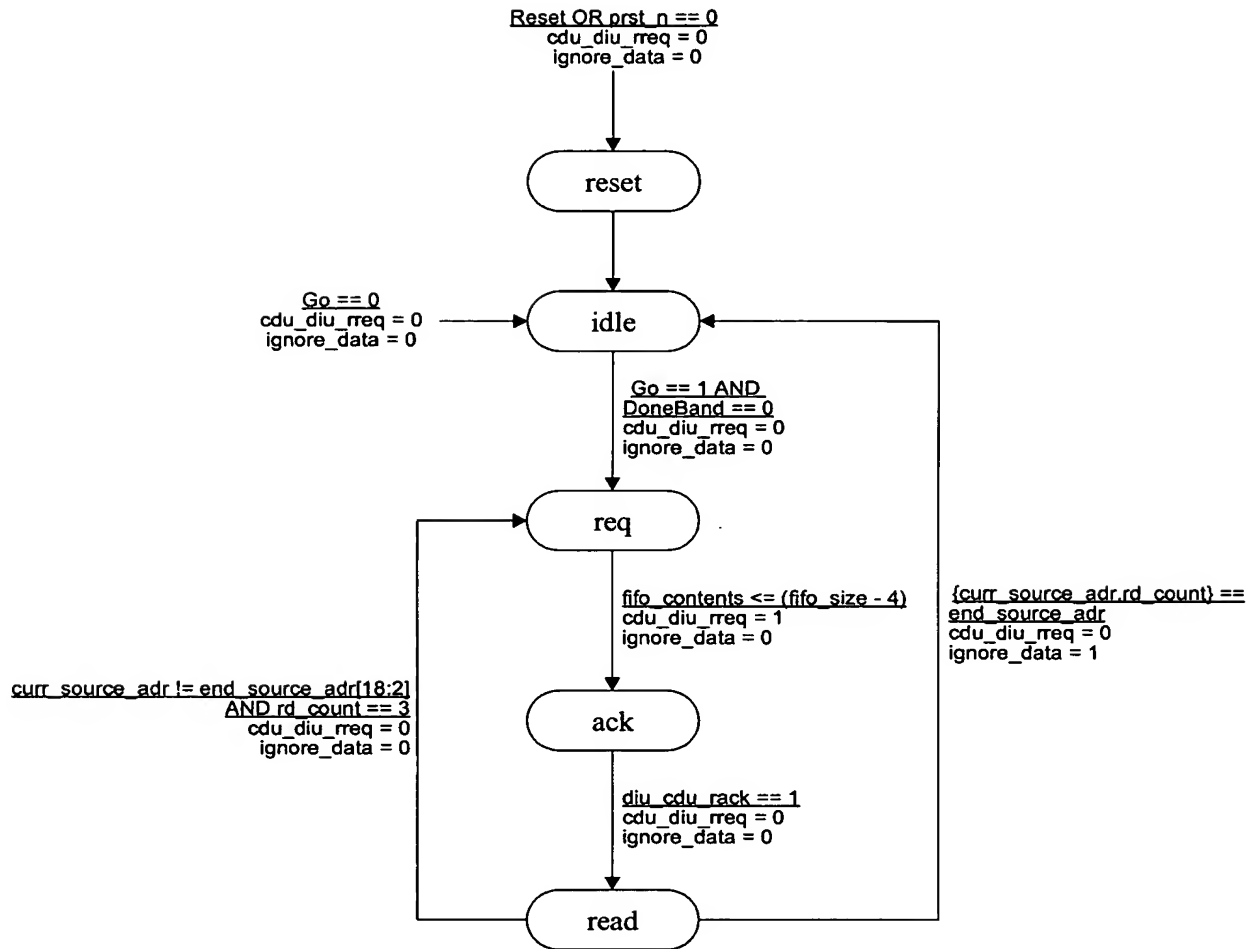 Reset OR prst_n == 0
cdu_diu_rreq = 0
ignore_data = 0
reset
Go == 0
cdu_diu_rreq = 0
ignore_data = 0
idle
Go == 1 AND
DoneBand == 0
cdu_diu_rreq = 0
ignore_data = 0
req
fifo_contents <= (fifo_size - 4)
cdu_diu_rreq = 1
ignore_data = 0
{curr_source_adr.rd_count} ==
end_source_adr
cdu_diu_rreq = 0
ignore_data = 1
curr_source_adr != end_source_adr[18:2]
AND rd_count == 3
cdu_diu_rreq = 0
ignore_data = 0
ack
diu_cdu_rack == 1
cdu_diu_rreq = 0
ignore_data = 0
read